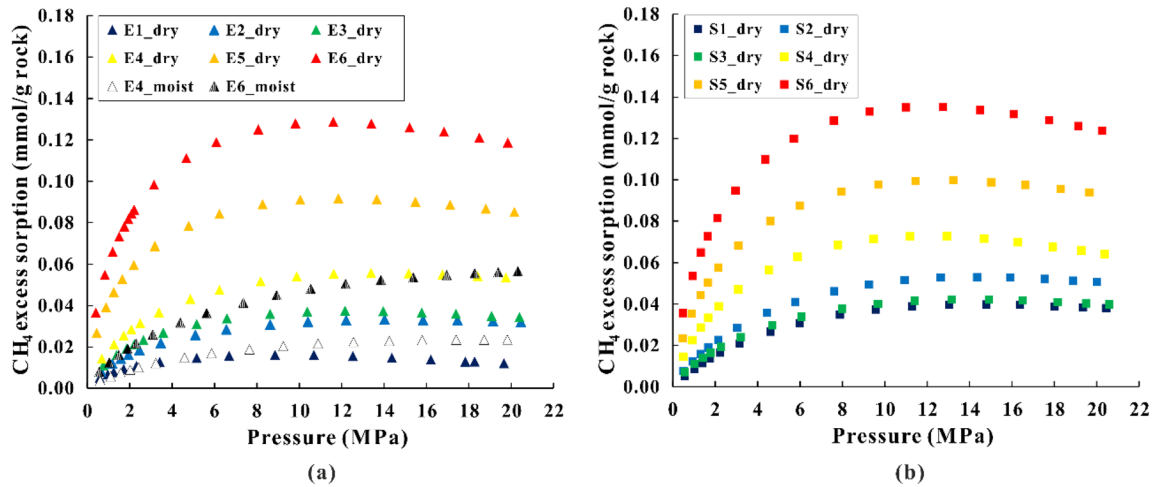 (a)
E1_dry E2_dry E3_dry
E4_dry E5_dry E6_dry
E4_moist E6_moist
CH4 excess sorption (mmol/g rock)
0.18
0.16
0.14
0.12
0.10
0.08
0.06
0.04
0.02
0.00
0 2 4 6 8 10 12 14 16 18 20 22
Pressure (MPa)
(a)
(b)
S1_dry S2_dry
S3_dry S4_dry
S5_dry S6_dry
CH4 excess sorption (mmol/g rock)
0.18
0.16
0.14
0.12
0.10
0.08
0.06
0.04
0.02
0.00
0 2 4 6 8 10 12 14 16 18 20 22
Pressure (MPa)
(b)